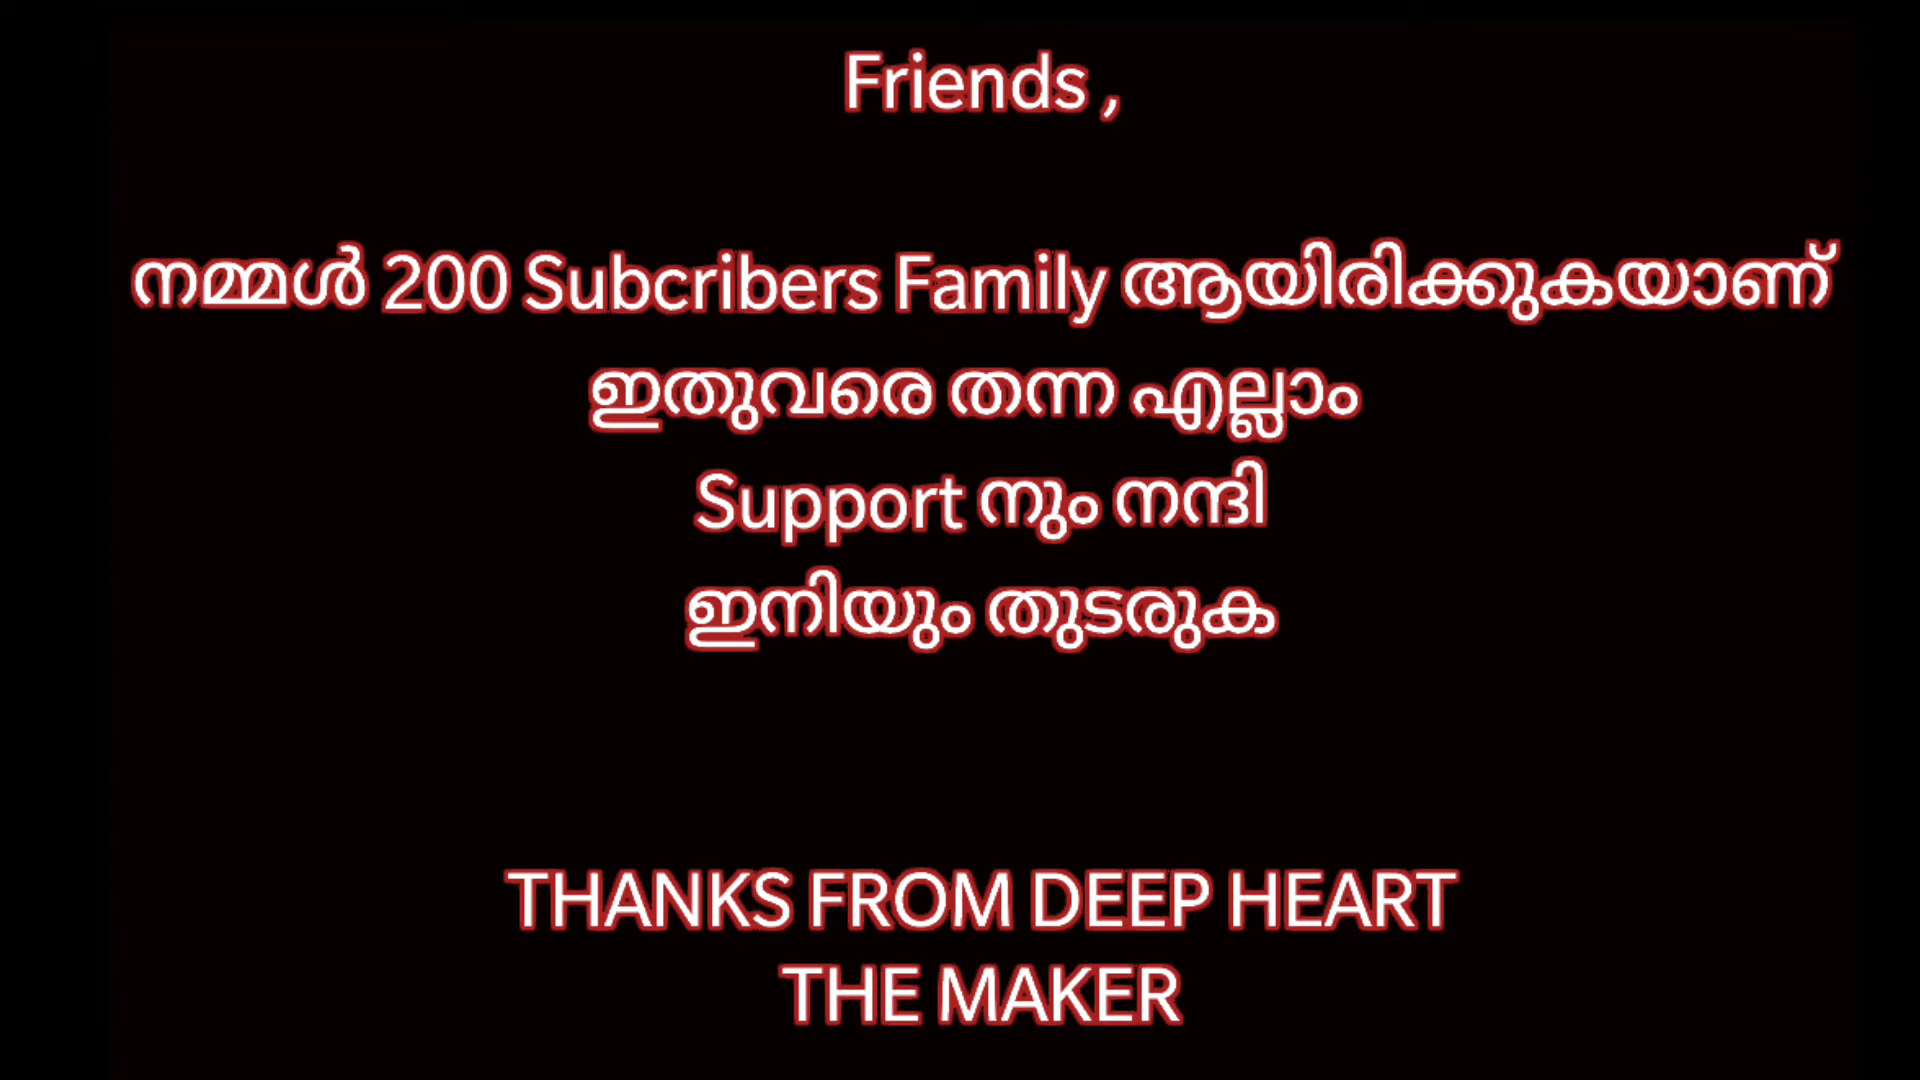 Friends ,
നമ്മൾ 200 Subcribers Family ആയിരിക്കുകയാണ്
ഇതുവരെ തന്ന എല്ലാം
Support നും നന്ദി
ഇനിയും തുടരുക
THANKS FROM DEEP HEART
THE MAKER